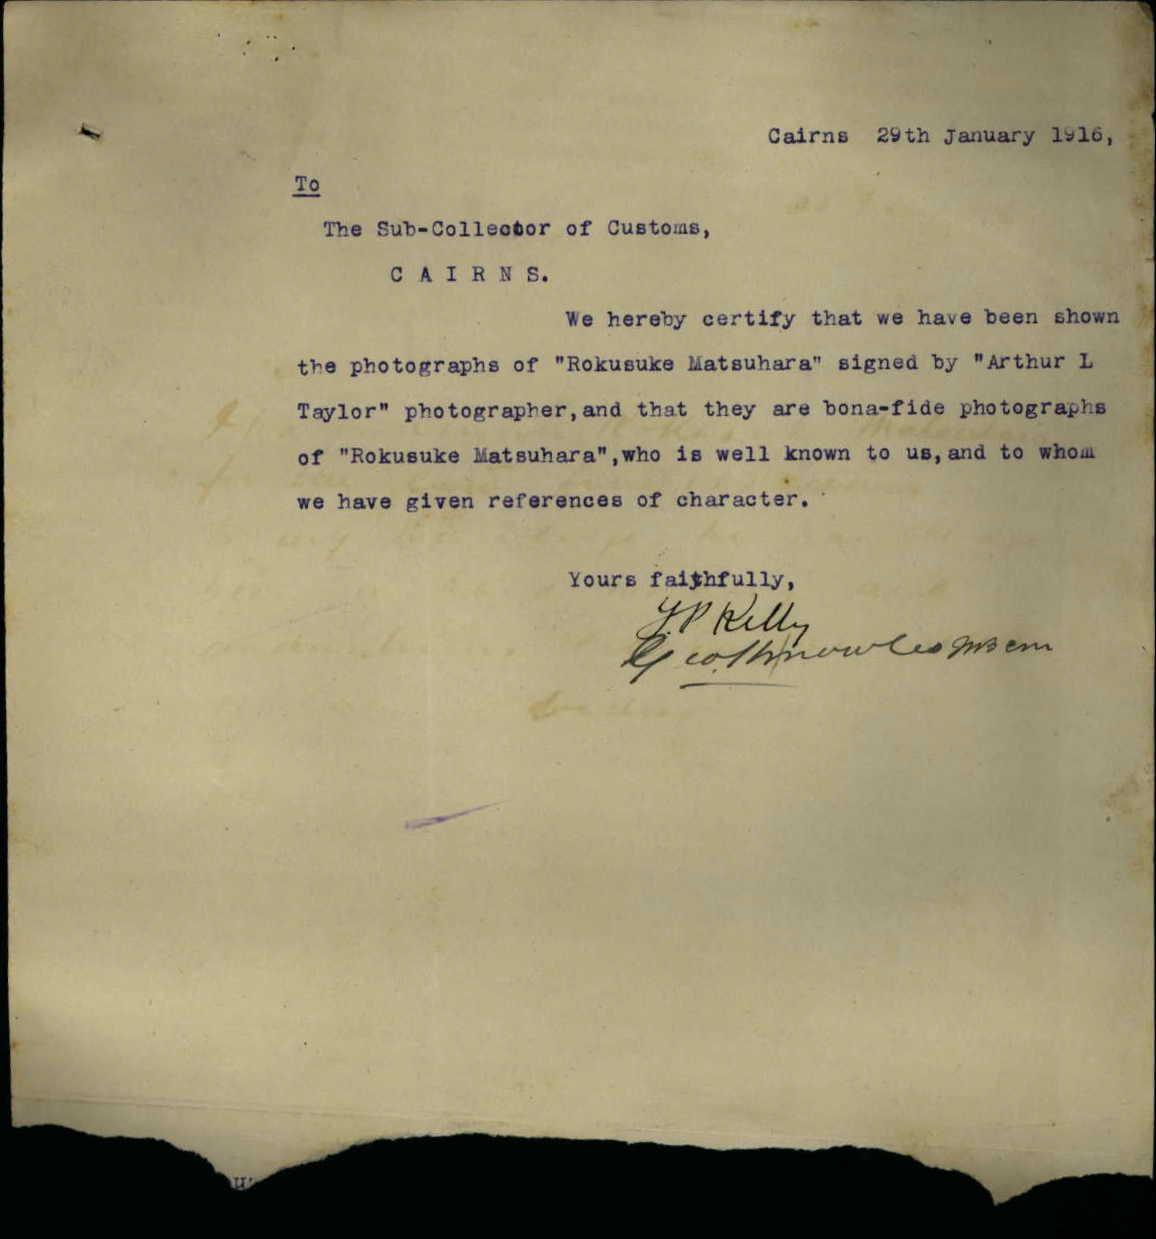 Cairns 29th January 1916,
To
The Sub-Collector of Customs,
C A I R N S.
We hereby certify that we have been shown
the photographs of "Rokusuke Matsuhara" signed by "Arthur L
Taylor" photographer,and that they are bona-fide photographs
of "Rokusuke Matsuhara",who is well known to us,and to whom
we have given references of character.
Yours faithfully,
Kelly